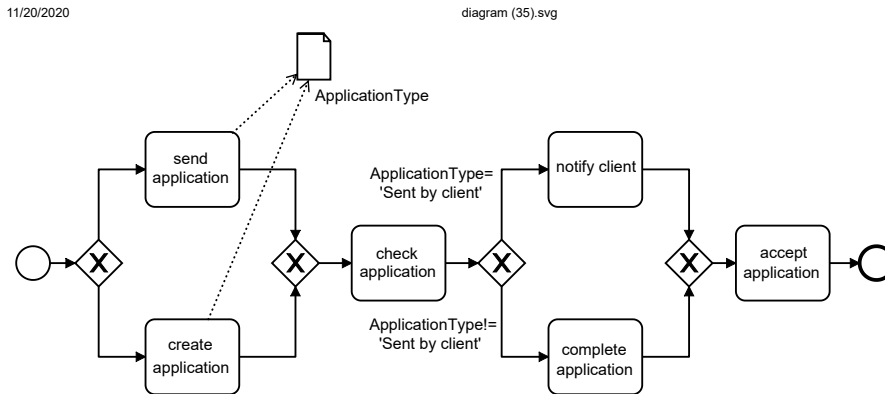 11/20/2020
diagram (35).svg
ApplicationType
send
application
ApplicationType=
'Sent by client'
notify client
check
application
accept
application
create
application
ApplicationType!=
'Sent by client'
complete
application